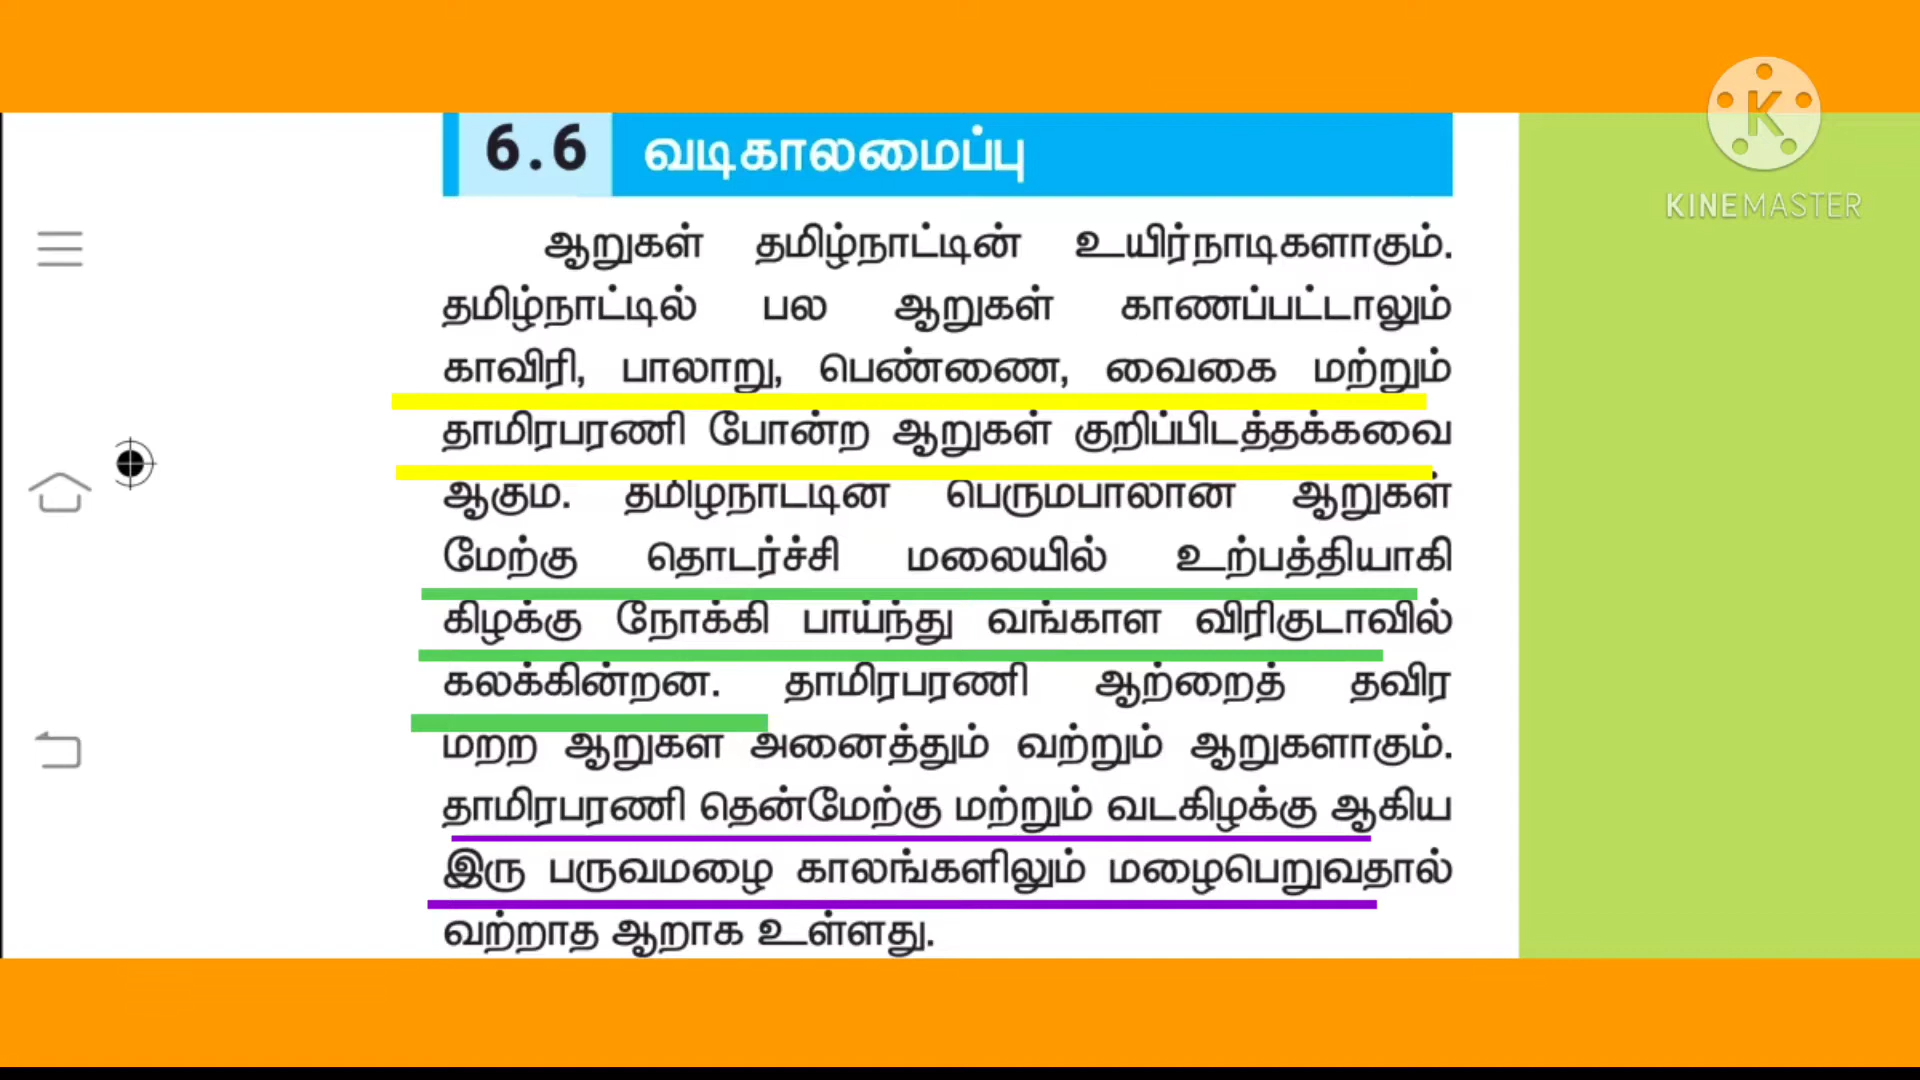 KINEMASTER
6.6 வடிகாலமைப்பு
ஆறுகள் தமிழ்நாட்டின் உயிர்நாடிகளாகும்.
தமிழ்நாட்டில் பல ஆறுகள் காணப்பட்டாலும்
காவிரி, பாலாறு, பெண்ணை, வைகை மற்றும்
தாமிரபரணி போன்ற ஆறுகள் குறிப்பிடத்தக்கவை
ஆகும். தமிழ்நாட்டின் பெரும்பாலான ஆறுகள்
மேற்கு தொடர்ச்சி மலையில் உற்பத்தியாகி
கிழக்கு நோக்கி பாய்ந்து வங்காள விரிகுடாவில்
கலக்கின்றன. தாமிரபரணி ஆற்றைத் தவிர
மற்ற ஆறுகள் அனைத்தும் வற்றும் ஆறுகளாகும்.
தாமிரபரணி தென்மேற்கு மற்றும் வடகிழக்கு ஆகிய
இரு பருவமழை காலங்களிலும் மழைபெறுவதால்
வற்றாத ஆறாக உள்ளது.